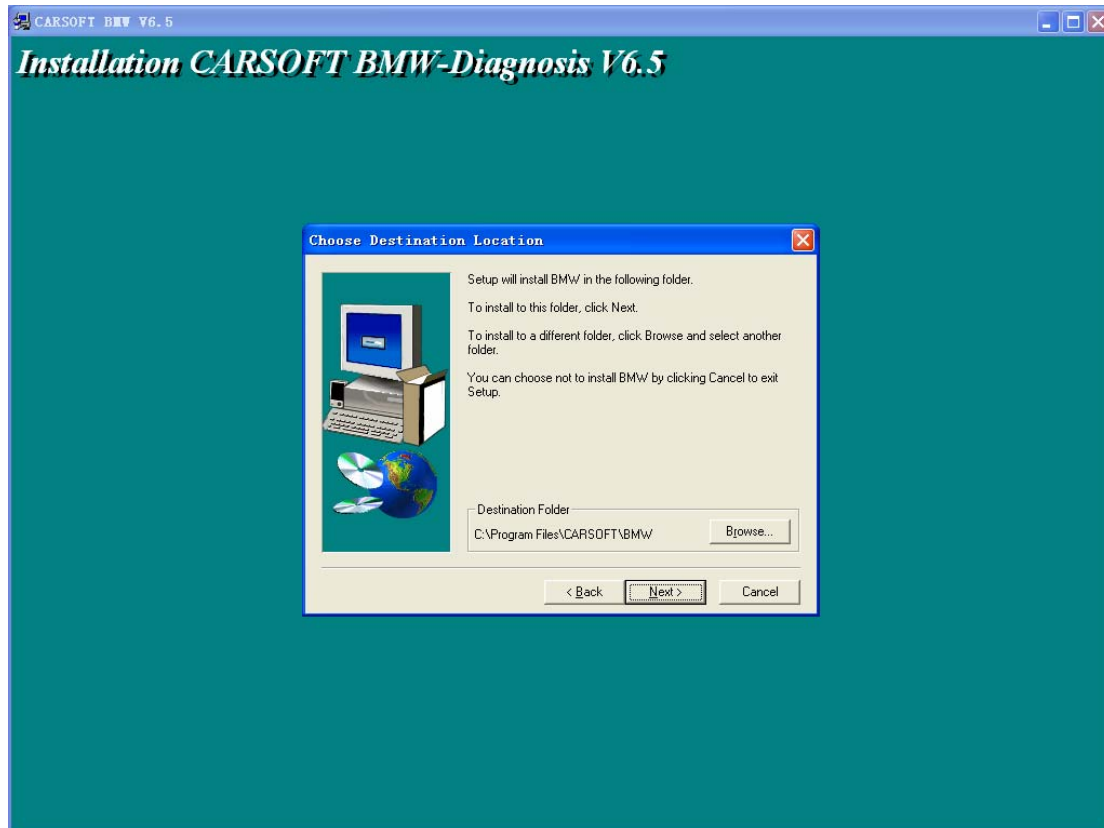 CARSOFT BMW V6.5
Installation CARSOFT BMW-Diagnosis V6.5
Choose Destination Location
Setup will install BMW in the following folder.
To install to this folder, click Next.
To install to a different folder, click Browse and select another
folder.
You can choose not to install BMW by clicking Cancel to exit
Setup.
Destination Folder
C:\Program Files\CARSOFT\BMW
Browse...
< Back
Next >
Cancel